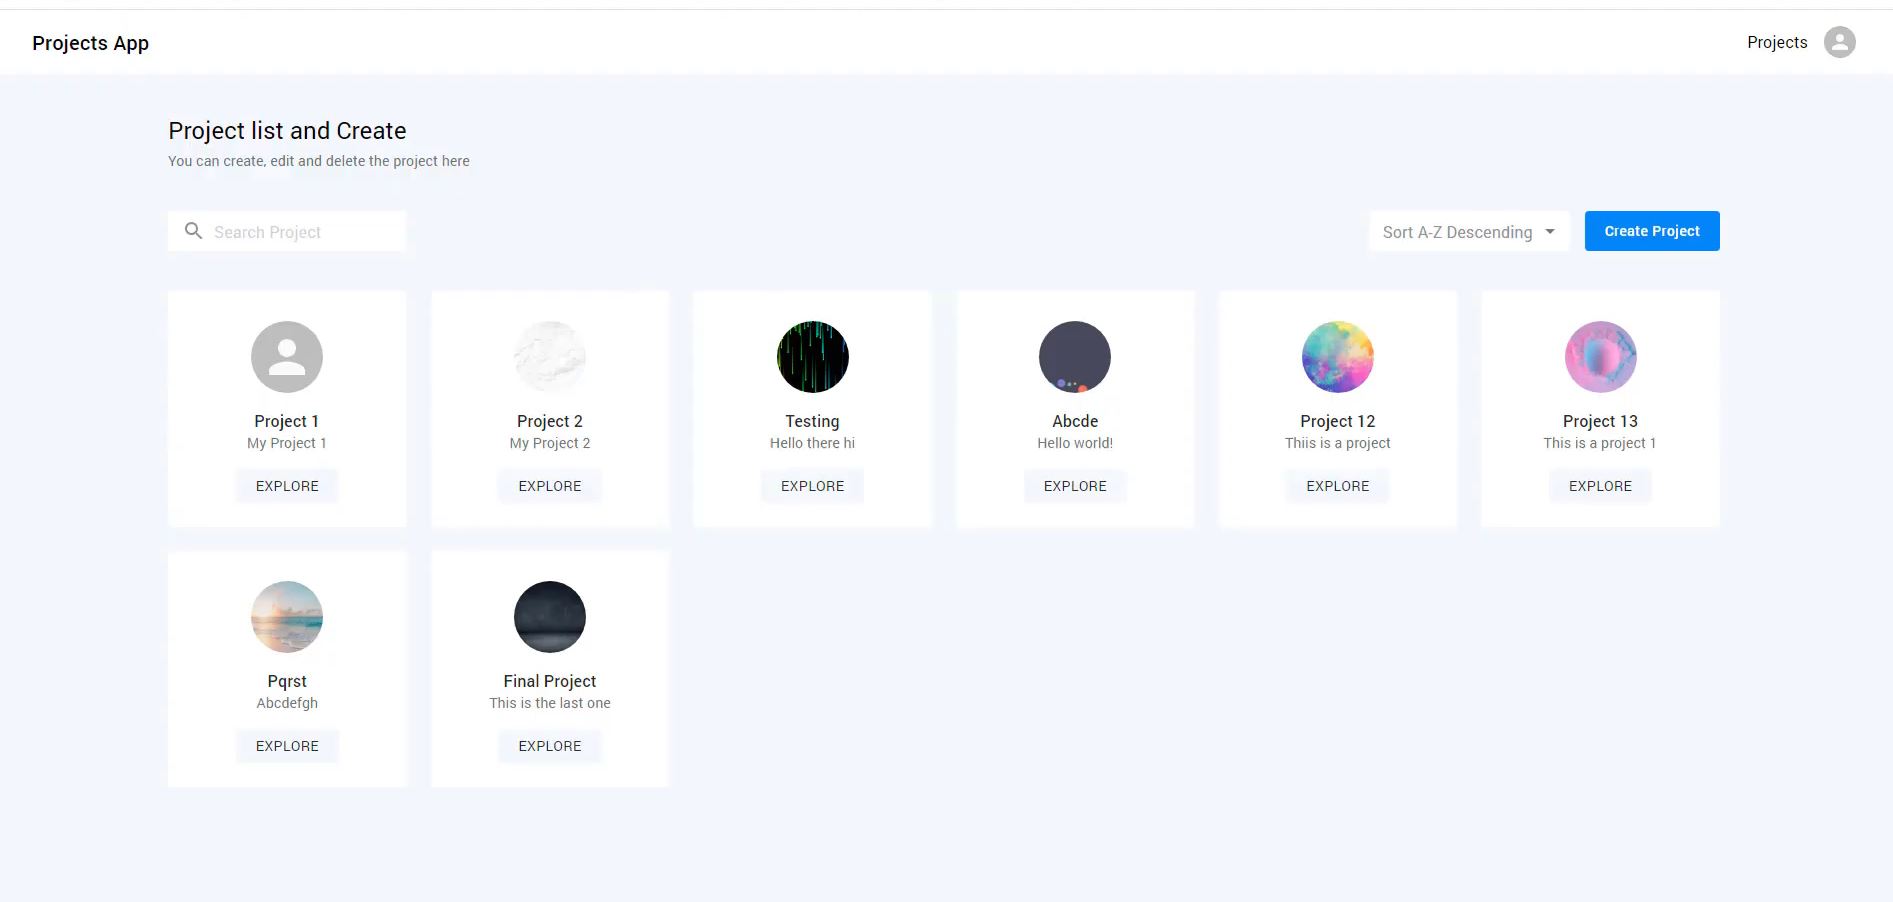 Projects App
Projects
Project list and Create
You can create, edit and delete the project here
Search Project
Sort A-Z Descending
Create Project
Project 1
My Project 1
EXPLORE
Project 2
My Project 2
EXPLORE
Testing
Hello there hi
EXPLORE
Abcde
Hello world!
EXPLORE
Project 12
Thiis is a project
EXPLORE
Project 13
This is a project 1
EXPLORE
Pqrst
Abcdefgh
EXPLORE
Final Project
This is the last one
EXPLORE